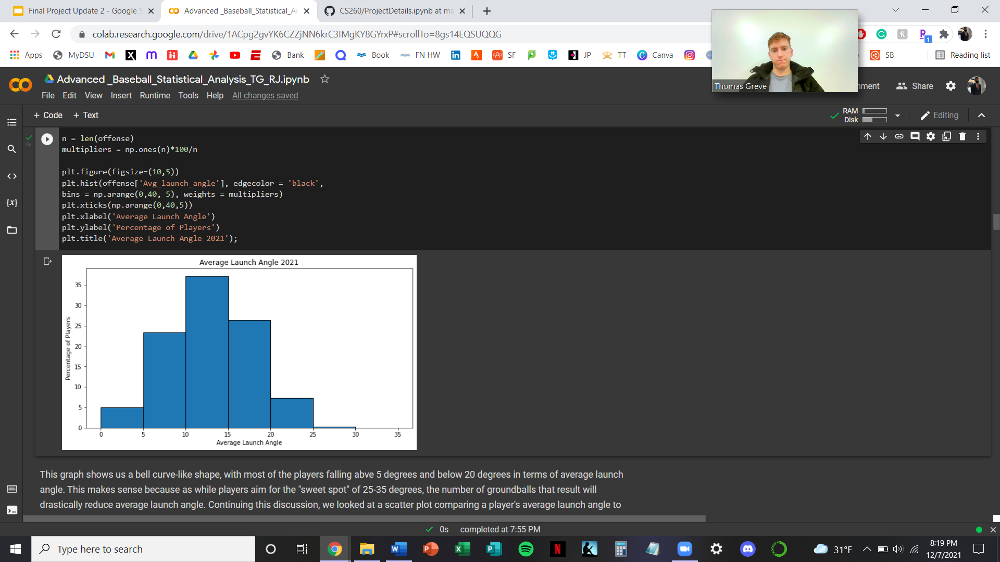 Final Project Update 2 - Google S
Advanced _Baseball_Statistical_A
CS260/ProjectDetails.ipynb at ma
colab.research.google.com/drive/1ACpg2gvYK6CZZjNN6krC3IMgKY8GYrxP#scrollTo=8gs14EQSUQQG
Apps MyDSU Bank Book FN HW SF JP TT Canva SB Reading list
Thomas Greve
Advanced _Baseball_Statistical_Analysis_TG_RJ.ipynb
mment Share
File Edit View Insert Runtime Tools Help All changes saved
+ Code + Text
RAM
Disk
Editing
0s
n = len(offense)
multipliers = np.ones(n)*100/n
plt.figure(figsize=(10,5))
plt.hist(offense['Avg_launch_angle'], edgecolor = 'black',
bins = np.arange(0,40, 5), weights = multipliers)
plt.xticks(np.arange(0,40,5))
plt.xlabel('Average Launch Angle')
plt.ylabel('Percentage of Players')
plt.title('Average Launch Angle 2021');
Average Launch Angle 2021
Percentage of Players
35
30
25
20
15
10
5
0
0 5 10 15 20 25 30 35
Average Launch Angle
This graph shows us a bell curve-like shape, with most of the players falling abve 5 degrees and below 20 degrees in terms of average launch
angle. This makes sense because as while players aim for the "sweet spot" of 25-35 degrees, the number of groundballs that result will
drastically reduce average launch angle. Continuing this discussion, we looked at a scatter plot comparing a player's average launch angle to
0s completed at 7:55 PM
Type here to search
31°F
8:19 PM
12/7/2021